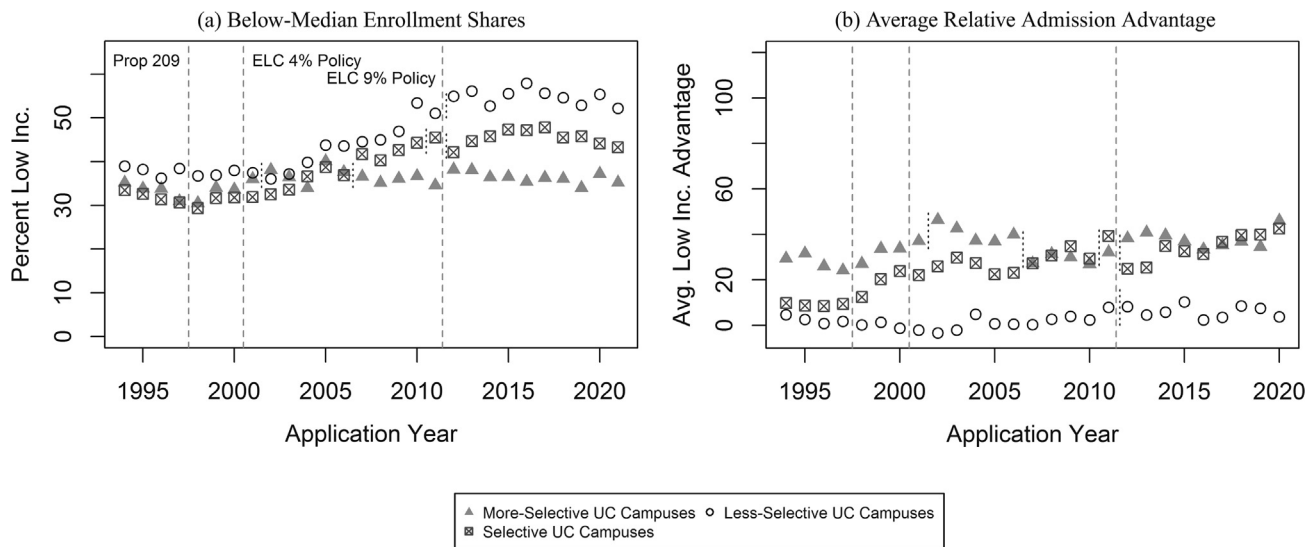 (a) Below-Median Enrollment Shares
Prop 209
ELC 4% Policy
ELC 9% Policy
Percent Low Inc.
50
30
10
0
1995 2000 2005 2010 2015 2020
Application Year
(b) Average Relative Admission Advantage
Avg. Low Inc. Advantage
100
60
20
0
1995 2000 2005 2010 2015 2020
Application Year
More-Selective UC Campuses Less-Selective UC Campuses
Selective UC Campuses